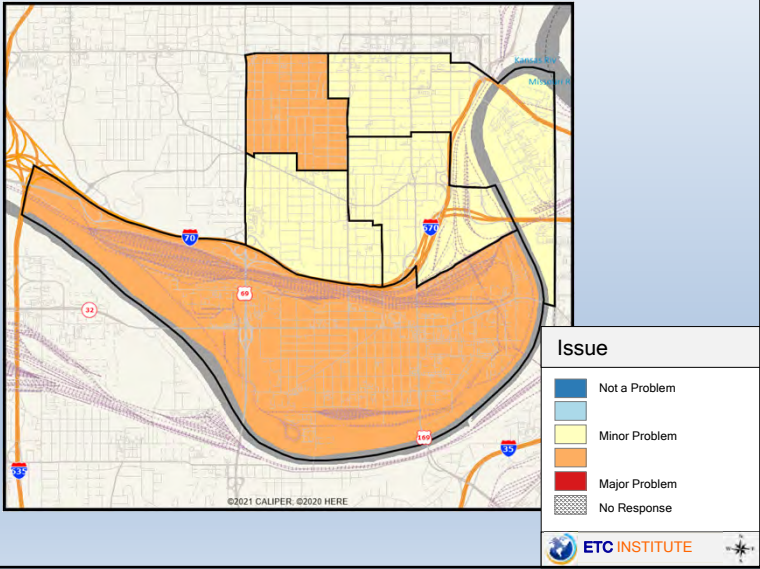 Kansas Riv
Missouri R
70
670
69
32
169
635
35
©2021 CALIPER; ©2020 HERE
Issue
Not a Problem
Minor Problem
Major Problem
No Response
ETC INSTITUTE